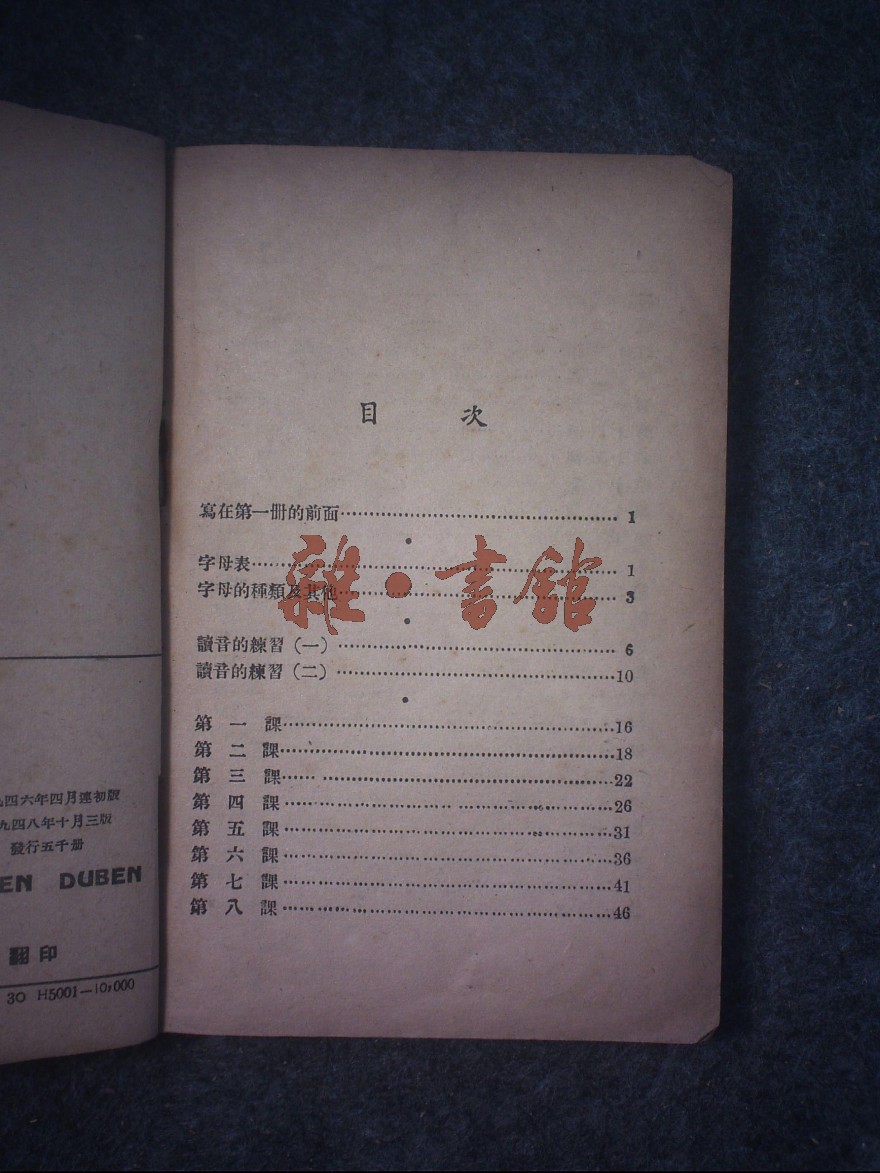 目 次
寫在第一册的前面 1
字母表 1
字母的種類及其他 3
讀音的練習(一) 6
讀音的練習(二) 10
第一課 16
第二課 18
第三課 22
第四課 26
第五課 31
第六課 36
第七課 41
第八課 46
雜·書館
四六年四月連初版
九四八年十月三版
發行五千册
EN DUBEN
翻印
30 H5001—10,000